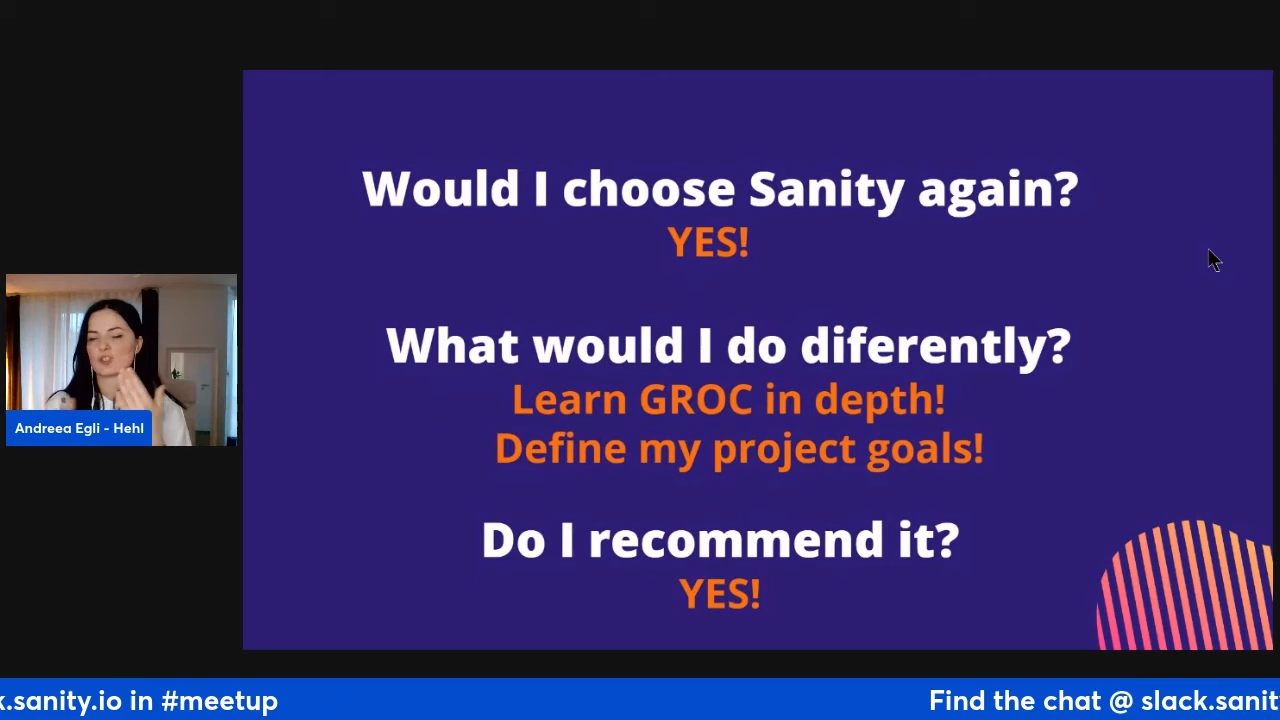 Would I choose Sanity again?
YES!
What would I do diferently?
Learn GROC in depth!
Define my project goals!
Do I recommend it?
YES!
Andreea Egli - Hehl
k.sanity.io in #meetup
Find the chat @ slack.sanit